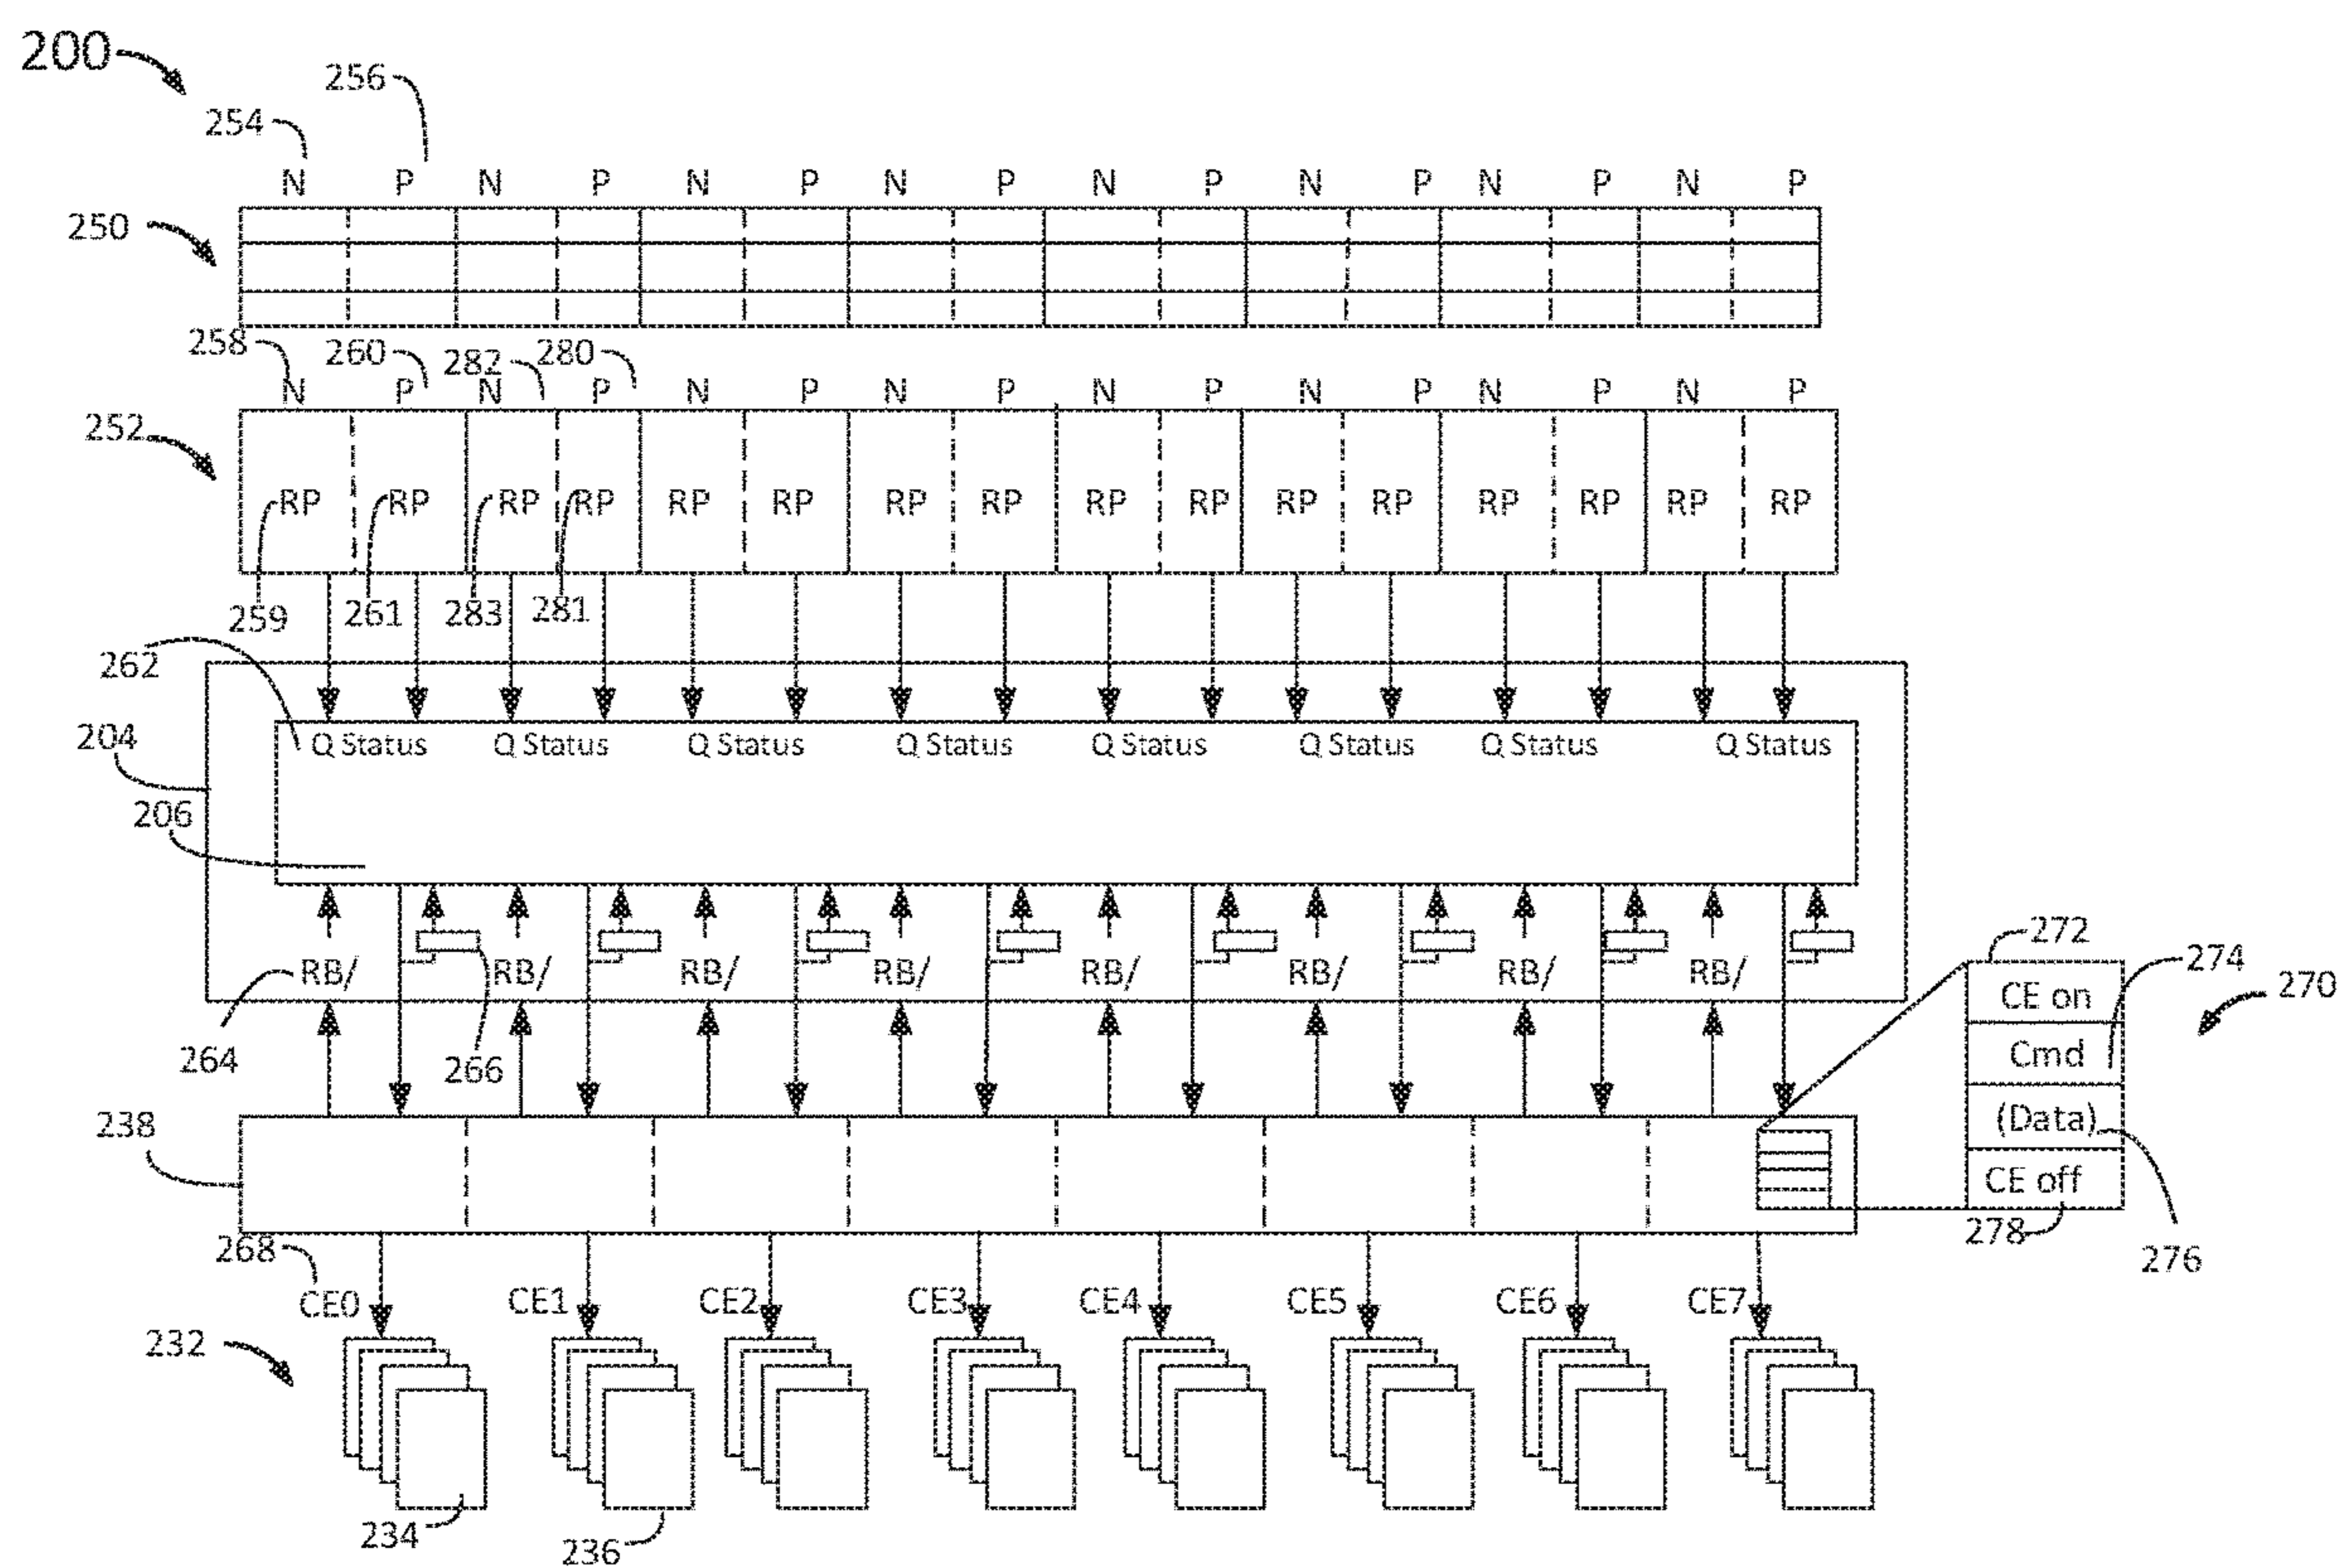 200
256
254
N P N P N P N P N P N P N P N P
250
258 260 282 280
N P N P N P N P N P N P N P N P
252
RP RP RP RP RP RP RP RP RP RP RP RP RP RP RP RP
259 261 283 281
262
204
Q Status Q Status Q Status Q Status Q Status Q Status Q Status Q Status
206
272
274
RB/ RB/ RB/ RB/ RB/ RB/ RB/ RB/
CE on
270
264 266
Cmd
238
(Data)
CE off
268
278
276
CE0 CE1 CE2 CE3 CE4 CE5 CE6 CE7
232
234
236